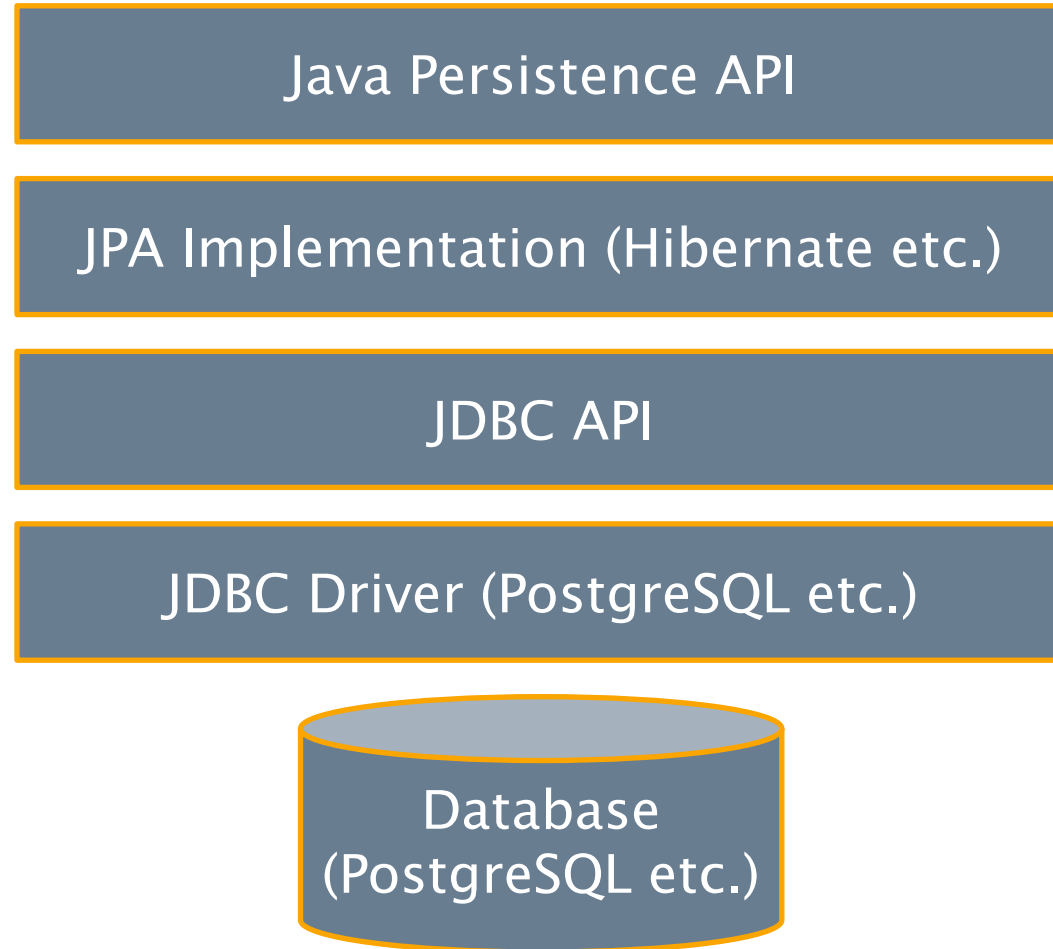 Java Persistence API
JPA Implementation (Hibernate etc.)
JDBC API
JDBC Driver (PostgreSQL etc.)
Database
(PostgreSQL etc.)